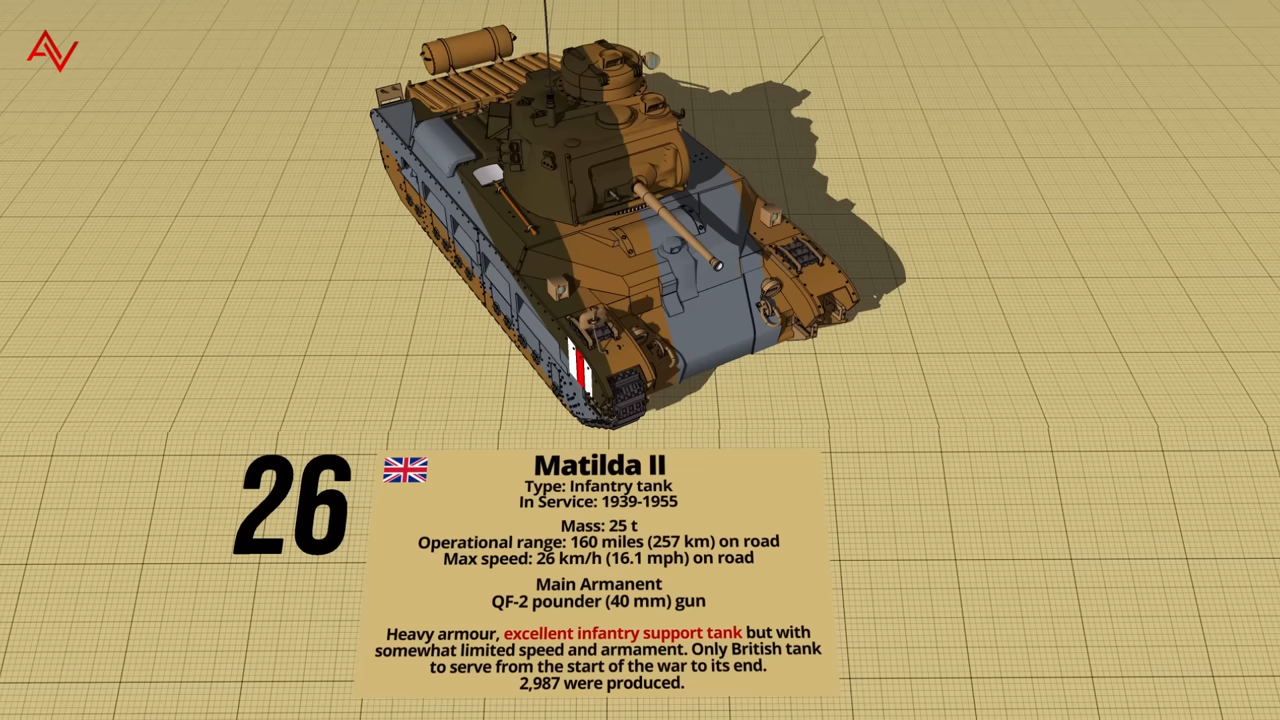 AV
26
Matilda II
Type: Infantry tank
In Service: 1939-1955
Mass: 25 t
Operational range: 160 miles (257 km) on road
Max speed: 26 km/h (16.1 mph) on road
Main Armanent
QF-2 pounder (40 mm) gun
Heavy armour, excellent infantry support tank but with
somewhat limited speed and armament. Only British tank
to serve from the start of the war to its end.
2,987 were produced.